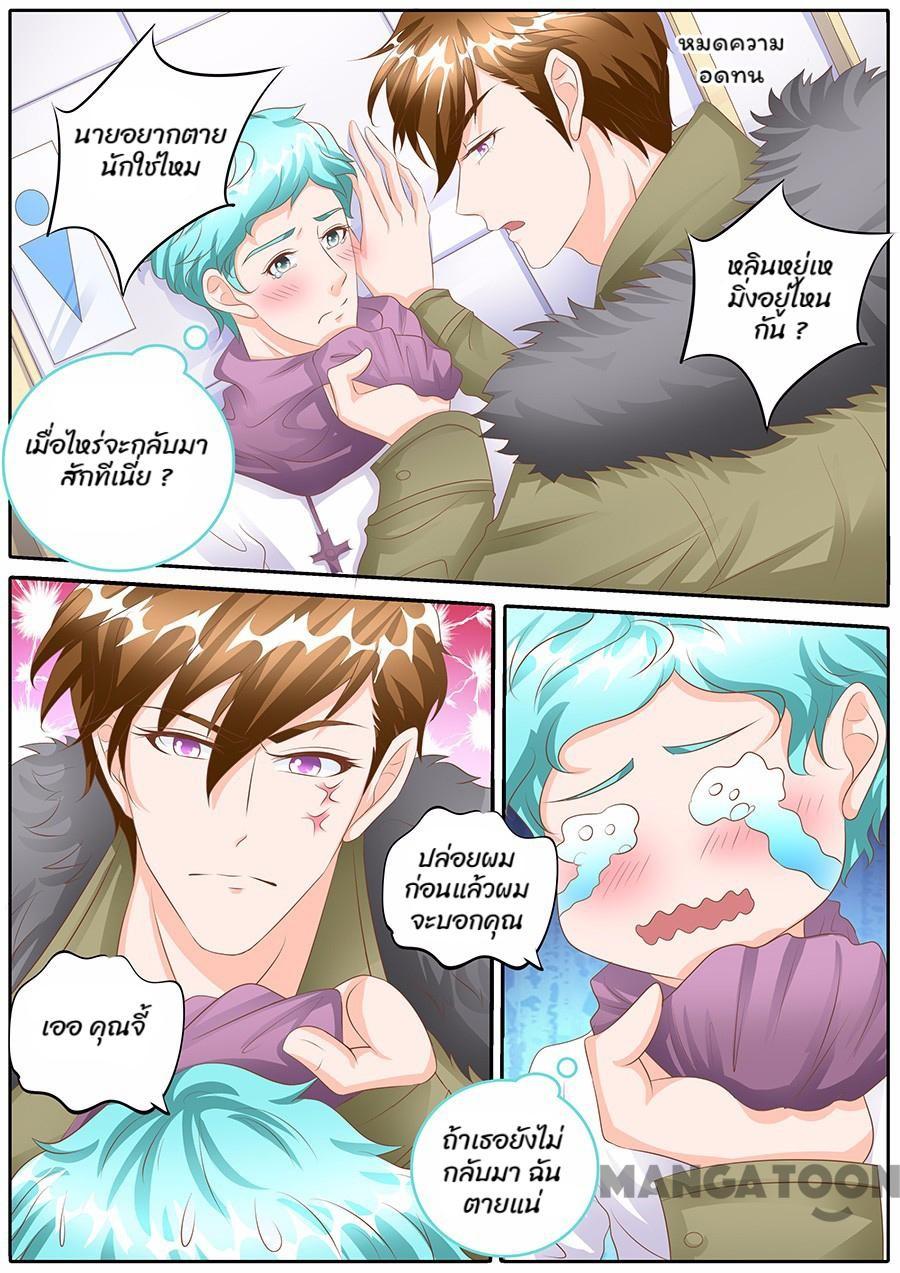 หมดความ
อดทน
นายอยากตาย
นักใช่ไหม
หลินหยู่เห
มิ่งอยู่ไหน
กัน ?
เมื่อไหร่จะกลับมา
สักทีเนี่ย ?
ปล่อยผม
ก่อนแล้วผม
จะบอกคุณ
เออ คุณจี้
ถ้าเธอยังไม่
กลับมา ฉัน
ตายแน่
MANGATOON